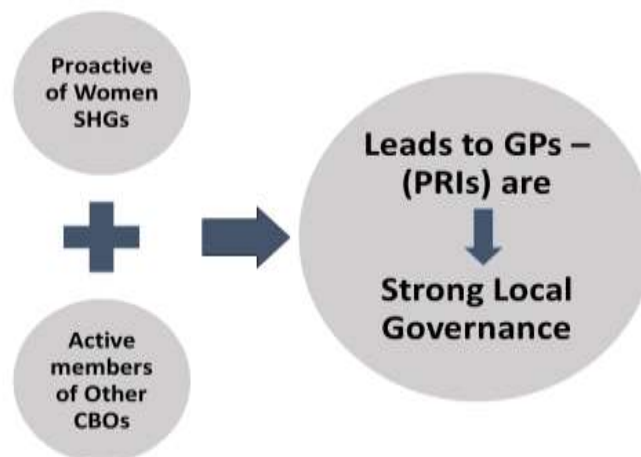 Proactive
of Women
SHGs
Active
members
of Other
CBOs
Leads to GPs –
(PRIs) are
Strong Local
Governance